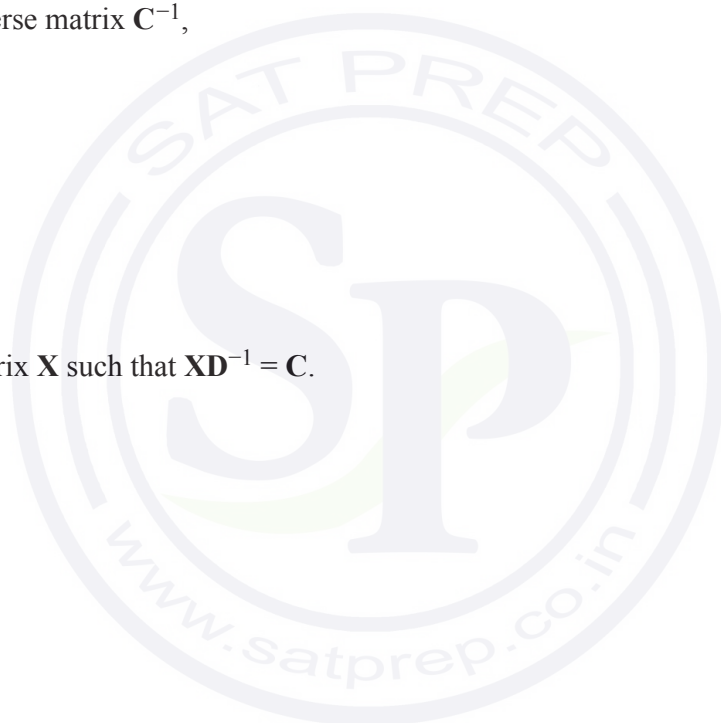 erse matrix C⁻¹,
SAT PREP
rix X such that XD⁻¹ = C.
SP
www.satprep.co.in